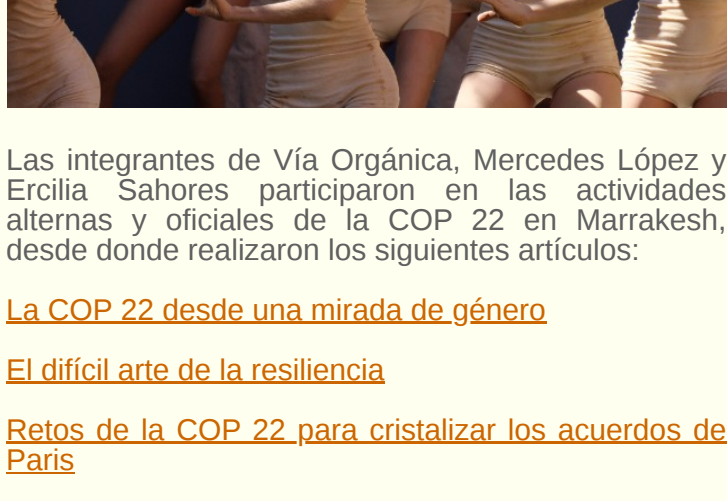 Las integrantes de Vía Orgánica, Mercedes López y
Ercilia Sahores participaron en las actividades
alternas y oficiales de la COP 22 en Marrakesh,
desde donde realizaron los siguientes artículos:
La COP 22 desde una mirada de género
El difícil arte de la resiliencia
Retos de la COP 22 para cristalizar los acuerdos de
Paris